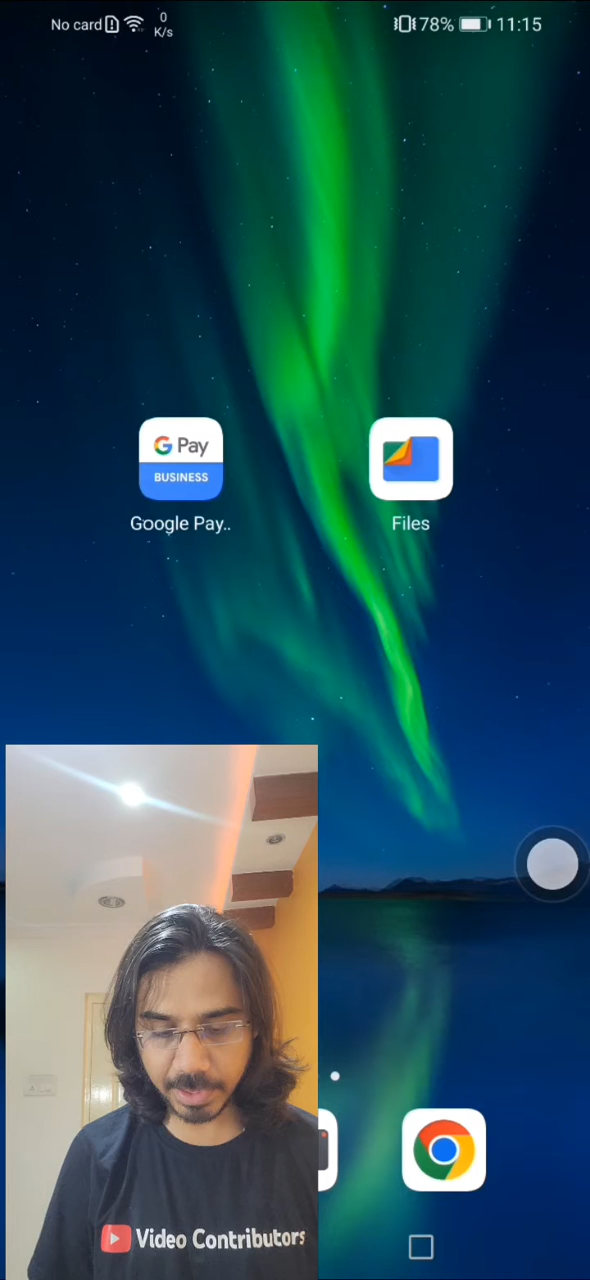 No card 0 K/s 78% 11:15
G Pay
BUSINESS
Google Pay..
Files
Video Contributors